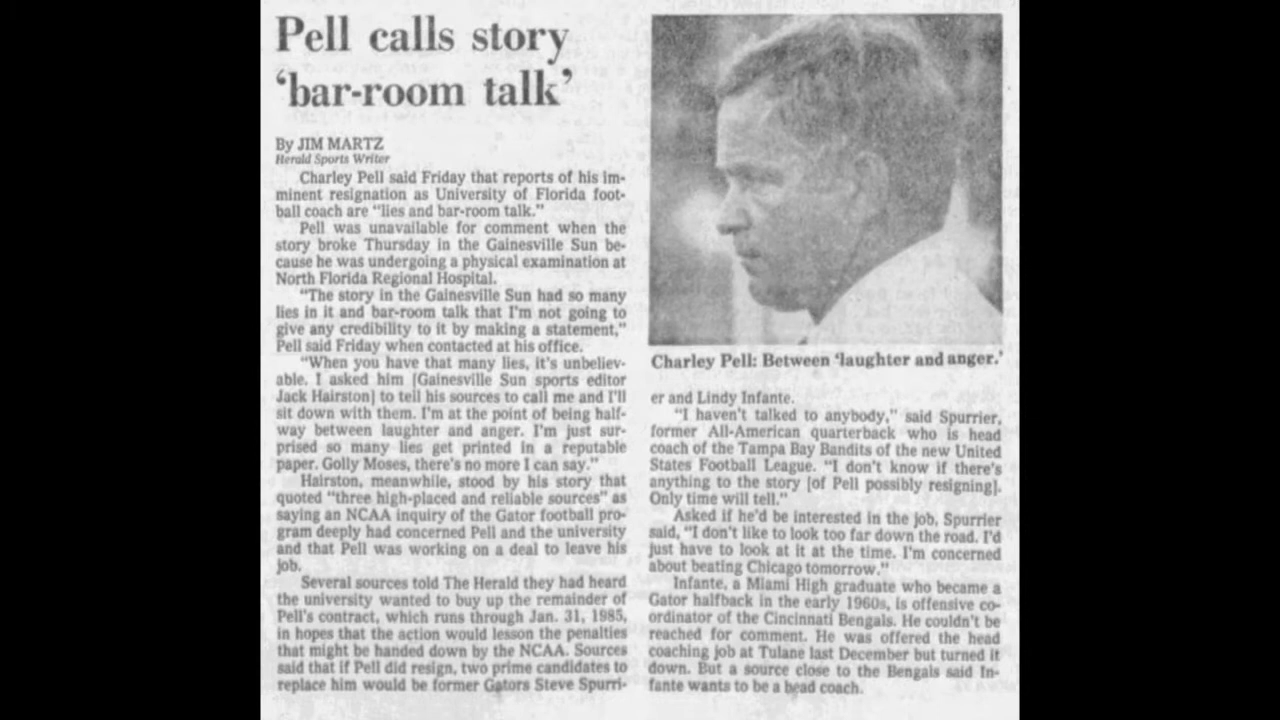 Pell calls story
‘bar-room talk’
By JIM MARTZ
Herald Sports Writer
Charley Pell said Friday that reports of his im-
minent resignation as University of Florida foot-
ball coach are “lies and bar-room talk.”
Pell was unavailable for comment when the
story broke Thursday in the Gainesville Sun be-
cause he was undergoing a physical examination at
North Florida Regional Hospital.
“The story in the Gainesville Sun had so many
lies in it and bar-room talk that I'm not going to
give any credibility to it by making a statement,”
Pell said Friday when contacted at his office.
“When you have that many lies, it's unbeliev-
able. I asked him [Gainesville Sun sports editor
Jack Hairston] to tell his sources to call me and I'll
sit down with them. I'm at the point of being half-
way between laughter and anger. I'm just sur-
prised so many lies get printed in a reputable
paper. Golly Moses, there's no more I can say.”
Hairston, meanwhile, stood by his story that
quoted “three high-placed and reliable sources” as
saying an NCAA inquiry of the Gator football pro-
gram deeply had concerned Pell and the university
and that Pell was working on a deal to leave his
job.
Several sources told The Herald they had heard
the university wanted to buy up the remainder of
Pell's contract, which runs through Jan. 31, 1985,
in hopes that the action would lesson the penalties
that might be handed down by the NCAA. Sources
said that if Pell did resign, two prime candidates to
replace him would be former Gators Steve Spurri-
Charley Pell: Between ‘laughter and anger.’
er and Lindy Infante.
“I haven't talked to anybody,” said Spurrier,
former All-American quarterback who is head
coach of the Tampa Bay Bandits of the new United
States Football League. “I don't know if there's
anything to the story [of Pell possibly resigning].
Only time will tell.”
Asked if he'd be interested in the job, Spurrier
said, “I don't like to look too far down the road. I'd
just have to look at it at the time. I'm concerned
about beating Chicago tomorrow.”
Infante, a Miami High graduate who became a
Gator halfback in the early 1960s, is offensive co-
ordinator of the Cincinnati Bengals. He couldn't be
reached for comment. He was offered the head
coaching job at Tulane last December but turned it
down. But a source close to the Bengals said In-
fante wants to be a head coach.